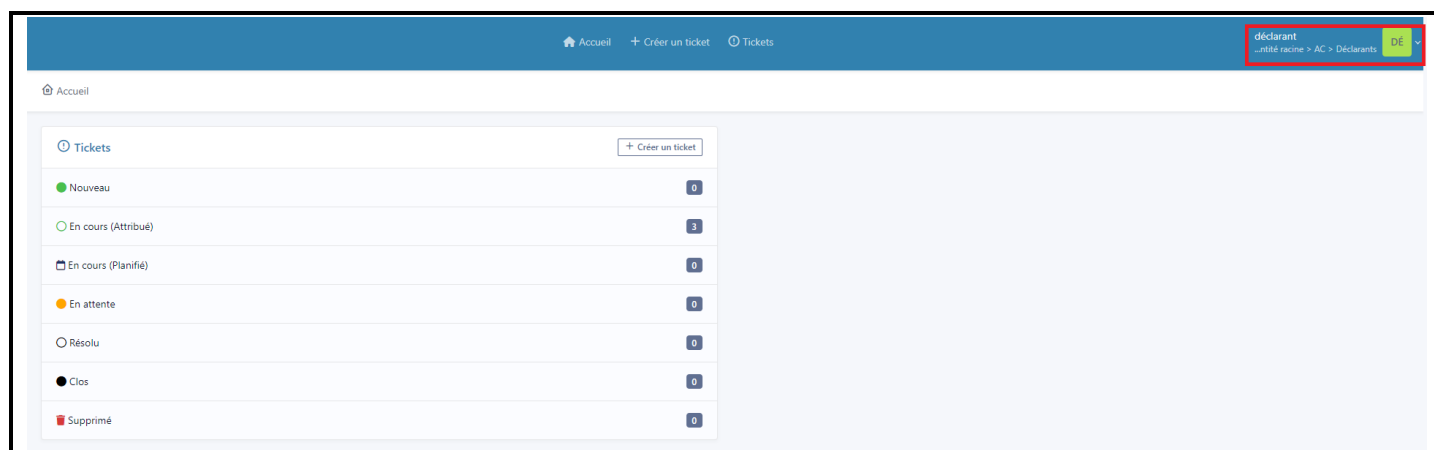 Accueil + Créer un ticket Tickets
déclarant
...ntité racine > AC > Déclarants
DÉ
Accueil
Tickets
+ Créer un ticket
Nouveau 0
En cours (Attribué) 3
En cours (Planifié) 0
En attente 0
Résolu 0
Clos 0
Supprimé 0